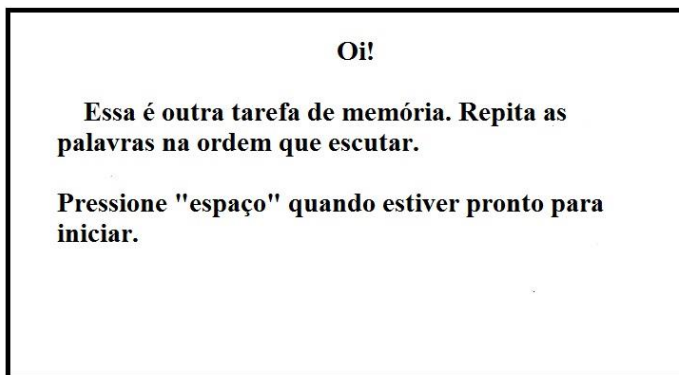 Oi!
Essa é outra tarefa de memória. Repita as
palavras na ordem que escutar.
Pressione "espaço" quando estiver pronto para
iniciar.